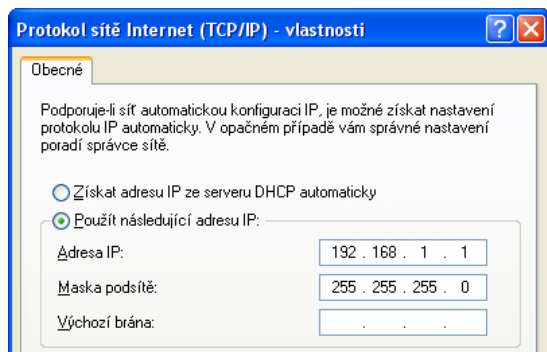 Protokol sítě Internet (TCP/IP) - vlastnosti
Obecné
Podporuje-li síť automatickou konfiguraci IP, je možné získat nastavení
protokolu IP automaticky. V opačném případě vám správné nastavení
poradí správce sítě.
Získat adresu IP ze serveru DHCP automaticky
Použít následující adresu IP:
Adresa IP: 192 . 168 . 1 . 1
Maska podsítě: 255 . 255 . 255 . 0
Výchozí brána: . . .